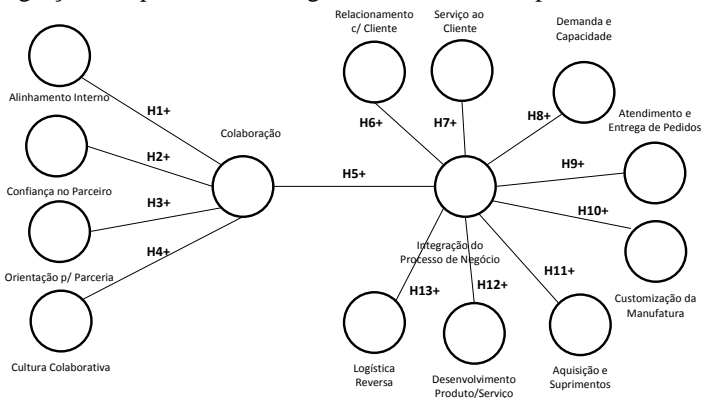 Relacionamento
c/ Cliente
Serviço ao
Cliente
Demanda e
Capacidade
Alinhamento Interno
H1+
H6+
H7+
H8+
Atendimento e
Entrega de Pedidos
Colaboração
H2+
H9+
Confiança no Parceiro
H5+
H3+
H10+
Orientação p/ Parceria
H4+
Integração do
Processo de Negócio
H11+
H13+
H12+
Customização da
Manufatura
Cultura Colaborativa
Logística
Reversa
Desenvolvimento
Produto/Serviço
Aquisição e
Suprimentos